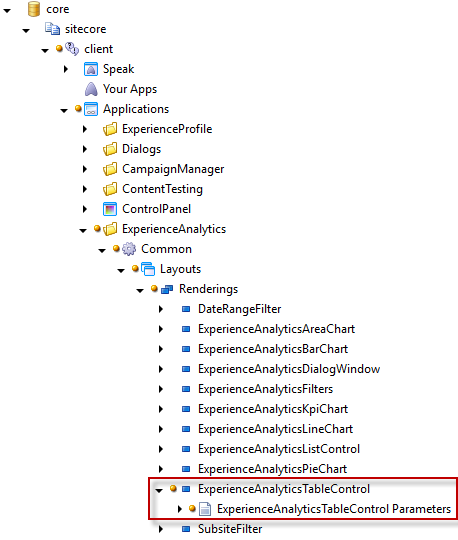 core
sitecore
client
Speak
Your Apps
Applications
ExperienceProfile
Dialogs
CampaignManager
ContentTesting
ControlPanel
ExperienceAnalytics
Common
Layouts
Renderings
DateRangeFilter
ExperienceAnalyticsAreaChart
ExperienceAnalyticsBarChart
ExperienceAnalyticsDialogWindow
ExperienceAnalyticsFilters
ExperienceAnalyticsKpiChart
ExperienceAnalyticsLineChart
ExperienceAnalyticsListControl
ExperienceAnalyticsPieChart
ExperienceAnalyticsTableControl
ExperienceAnalyticsTableControl Parameters
SubsiteFilter